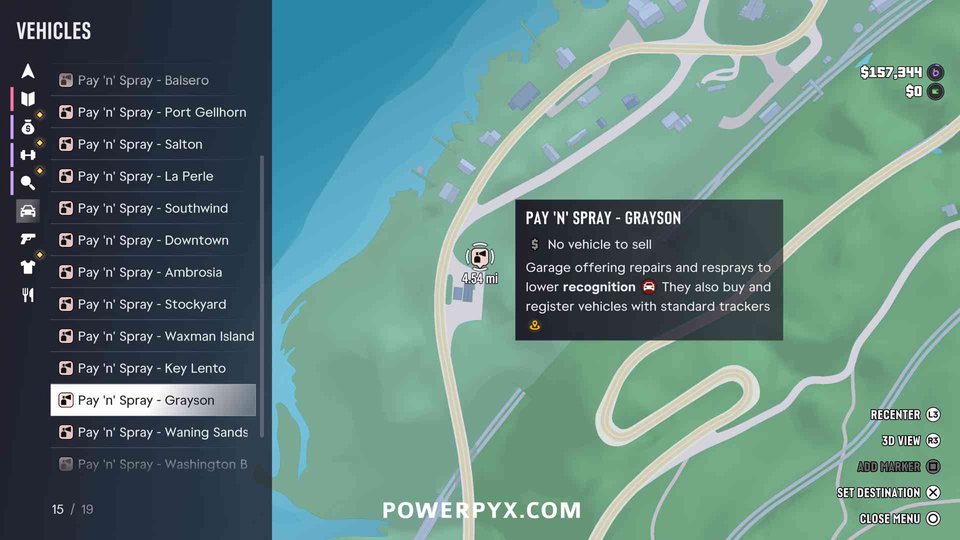 VEHICLES
Pay 'n' Spray - Balsero
Pay 'n' Spray - Port Gellhorn
Pay 'n' Spray - Salton
Pay 'n' Spray - La Perle
Pay 'n' Spray - Southwind
Pay 'n' Spray - Downtown
Pay 'n' Spray - Ambrosia
Pay 'n' Spray - Stockyard
Pay 'n' Spray - Waxman Island
Pay 'n' Spray - Key Lento
Pay 'n' Spray - Grayson
Pay 'n' Spray - Waning Sands
Pay 'n' Spray - Washington B
15 / 19
$157,344
$0
4.54 mi
PAY 'N' SPRAY - GRAYSON
$ No vehicle to sell
Garage offering repairs and resprays to
lower recognition They also buy and
register vehicles with standard trackers
RECENTER L3
3D VIEW R3
ADD MARKER
SET DESTINATION
CLOSE MENU
POWERPYX.COM